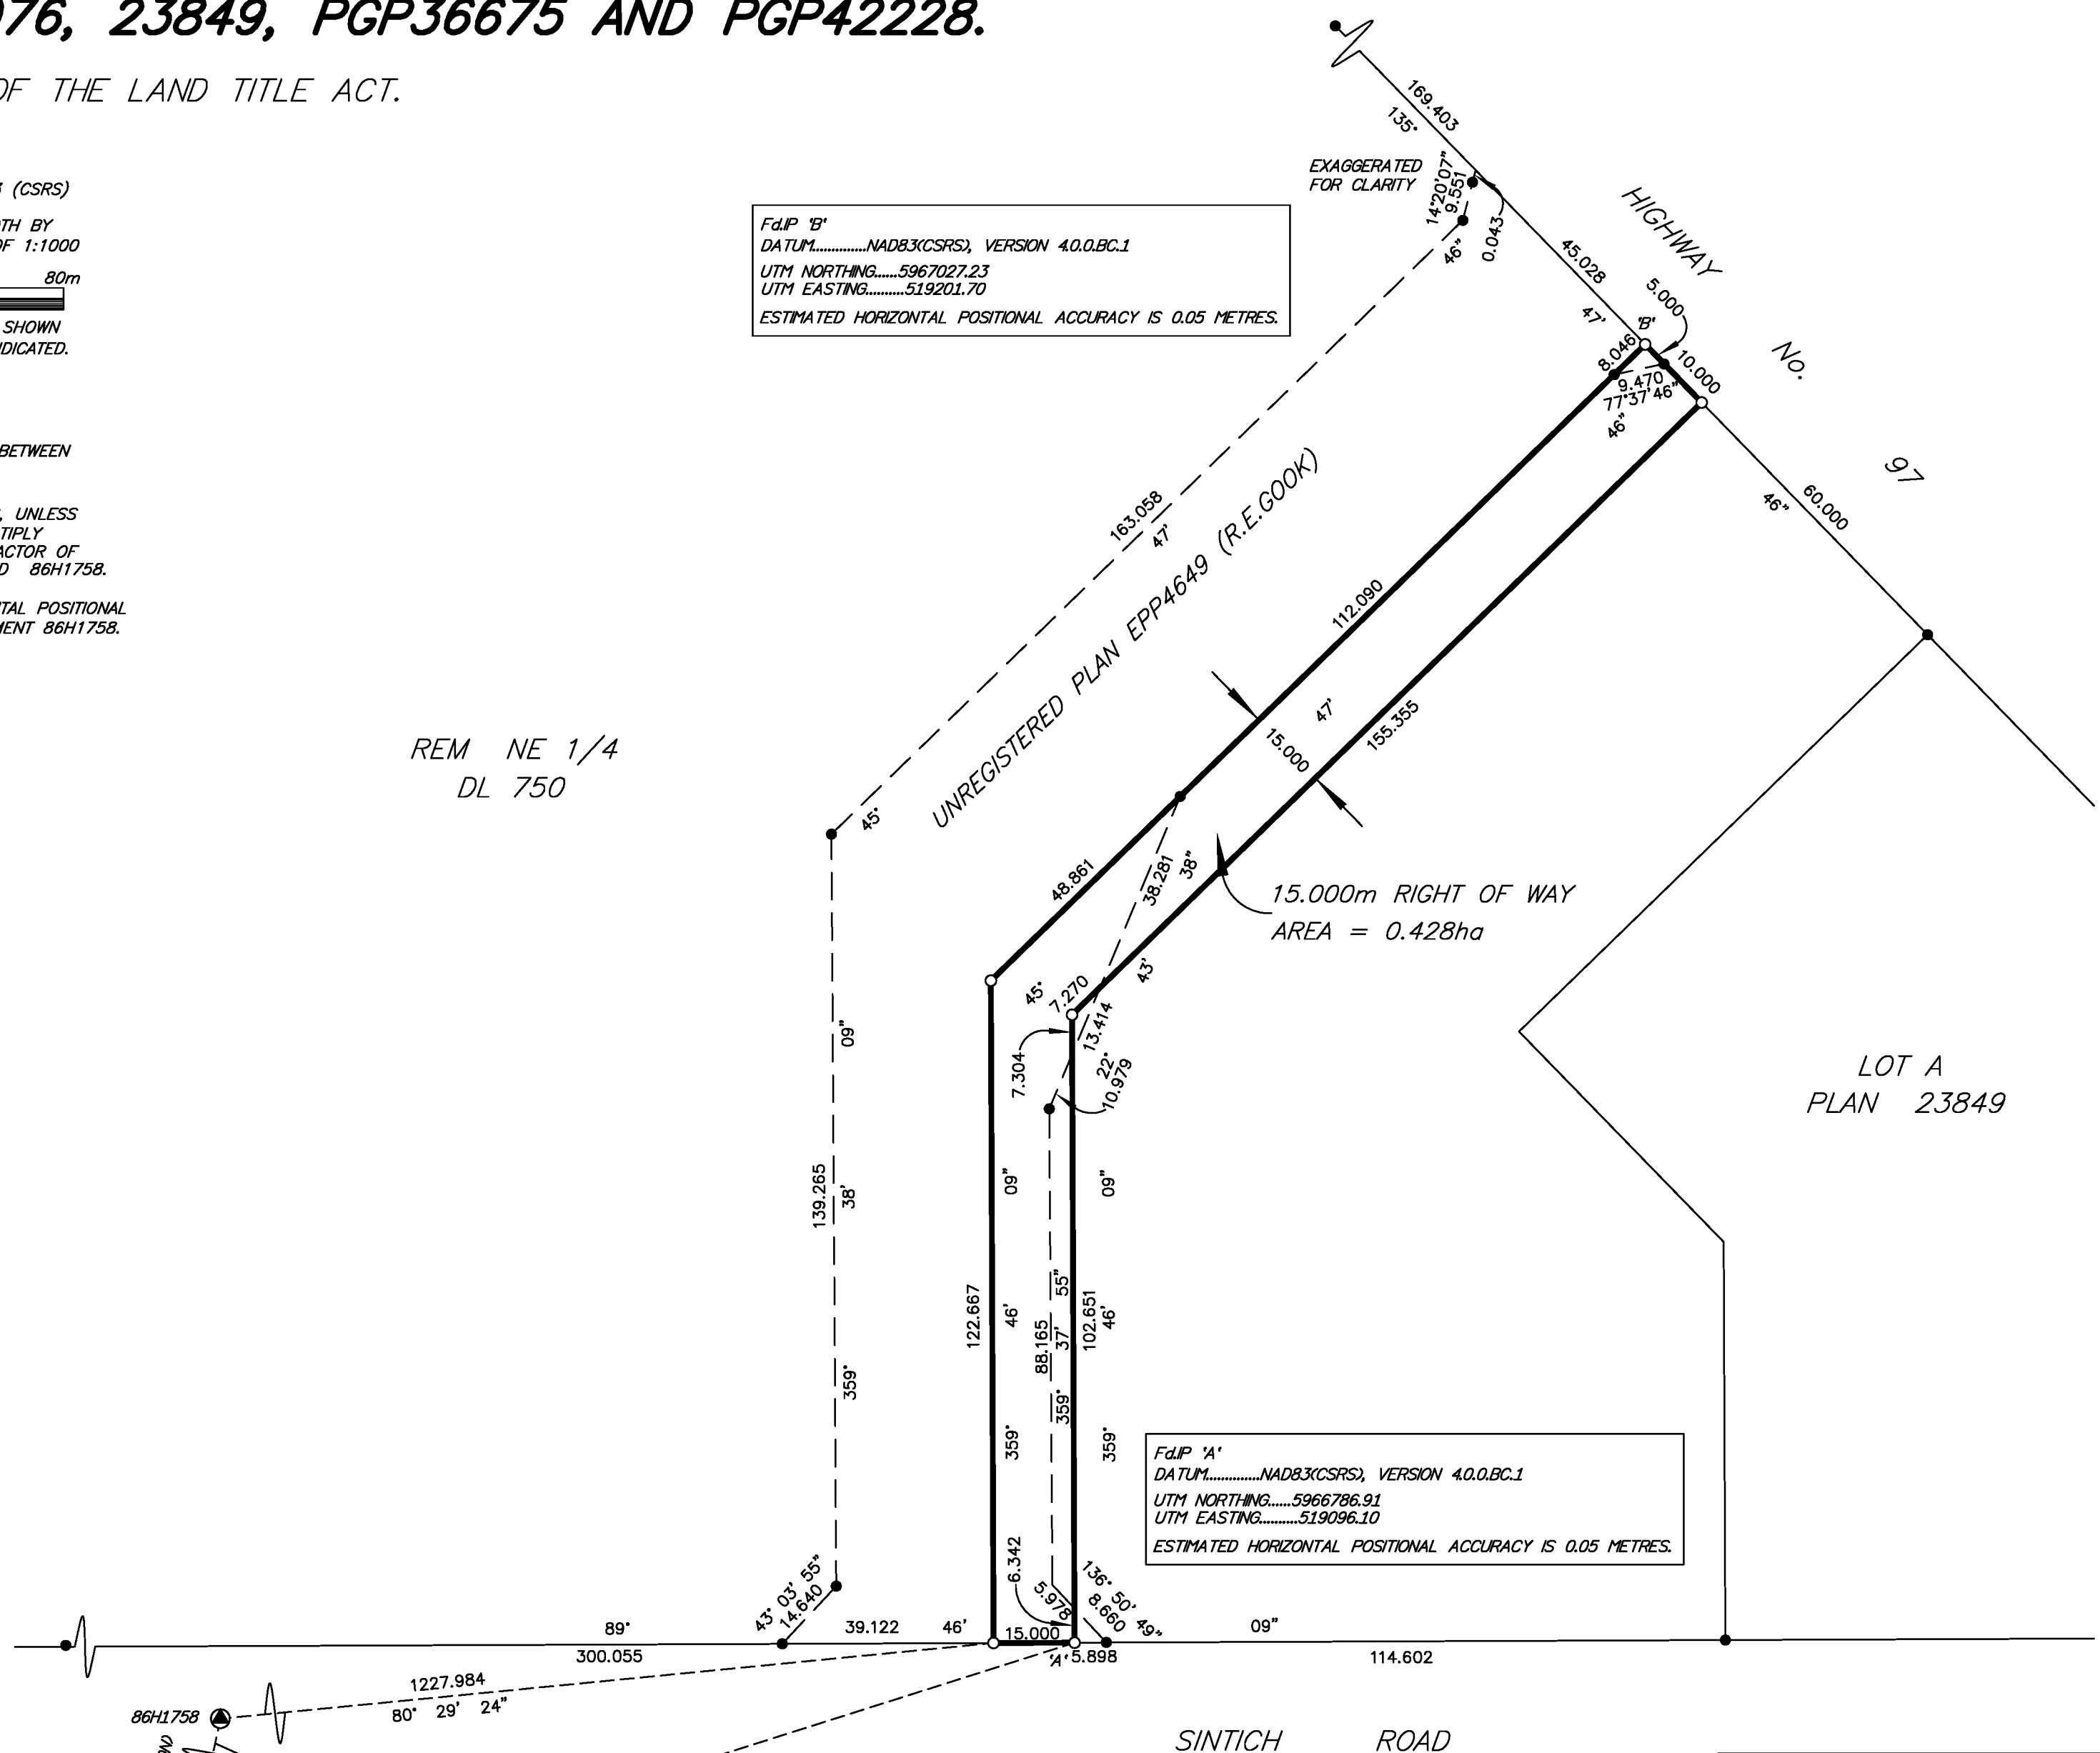 076, 23849, PGP36675 AND PGP42228.
OF THE LAND TITLE ACT.
(CSRS)
BY
OF 1:1000
80m
SHOWN
BETWEEN
UNLESS
OF
86H1758.
POSITIONAL
86H1758.
Fd.IP 'B'
DATUM..............NAD83(CSRS), VERSION 4.0.0.BC.1
UTM NORTHING......5967027.23
UTM EASTING..........519201.70
ESTIMATED HORIZONTAL POSITIONAL ACCURACY IS 0.05 METRES.
169.403
135°
EXAGGERATED
FOR CLARITY
14°20'07"
9.551
0.043
46"
45.028
47'
HIGHWAY
No.
97
5.000
'B'
8.046
10.000
9.470
77°37'46"
46"
60.000
46"
163.058
47'
45°
UNREGISTERED PLAN EPP4649 (R.E.GOOK)
112.090
47'
15.000
155.355
REM NE 1/4
DL 750
48.861
38.281
38"
15.000m RIGHT OF WAY
AREA = 0.428ha
43'
45°
7.270
13.414
7.304
22°
10.979
09"
139.265
38'
359°
09"
122.667
46'
359°
55"
88.165
37'
359°
09"
102.651
46'
359°
LOT A
PLAN 23849
Fd.IP 'A'
DATUM..............NAD83(CSRS), VERSION 4.0.0.BC.1
UTM NORTHING......5966786.91
UTM EASTING..........519096.10
ESTIMATED HORIZONTAL POSITIONAL ACCURACY IS 0.05 METRES.
6.342
5.978
136° 50' 49"
8.660
43° 03' 55"
14.640
89°
39.122
46'
15.000
09"
300.055
'A'
5.898
114.602
1227.984
80° 29' 24"
86H1758
SINTICH ROAD